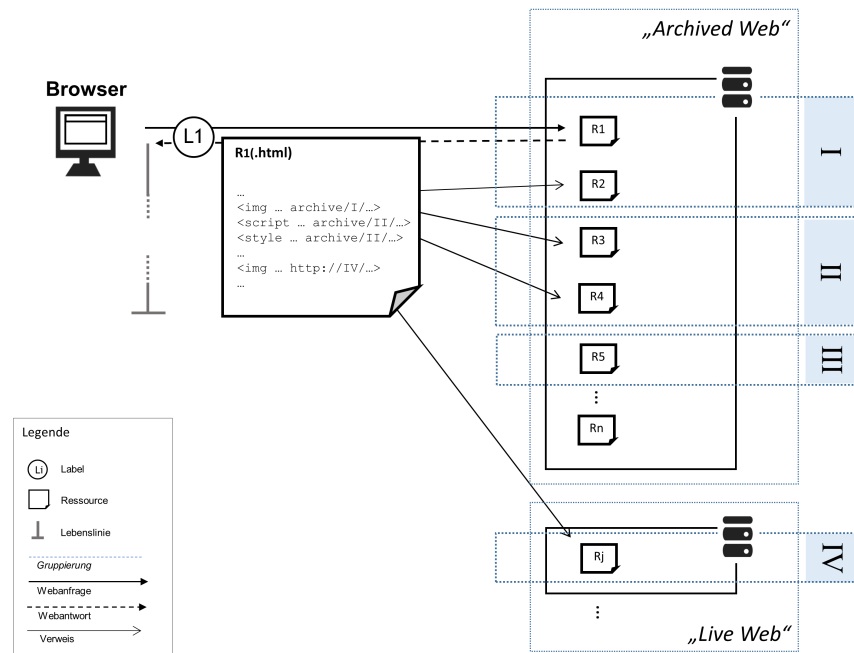 „Archived Web“
Browser
L1
R1(.html)
…
<img … archive/I/…>
<script … archive/II/…>
<style … archive/II/…>
…
<img … http://IV/…>
…
R1
R2
I
R3
R4
II
R5
III
⋮
Rn
Legende
Li Label
Ressource
Lebenslinie
Gruppierung
Webanfrage
Webantwort
Verweis
Rj
IV
⋮
„Live Web“